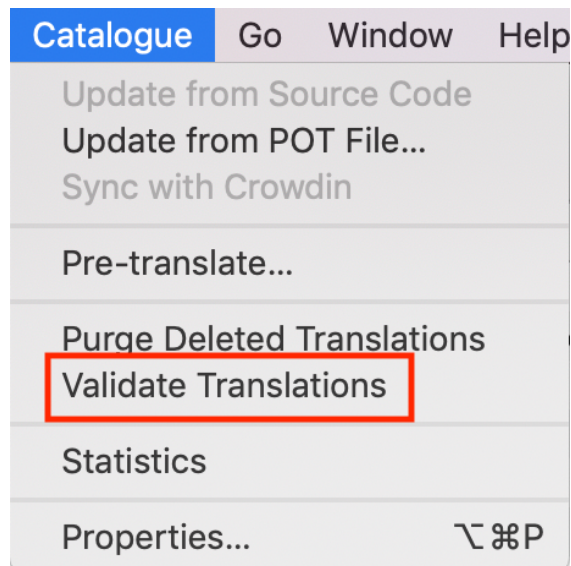 Catalogue Go Window Help
Update from Source Code
Update from POT File...
Sync with Crowdin
Pre-translate...
Purge Deleted Translations
Validate Translations
Statistics
Properties... ⌥⌘P